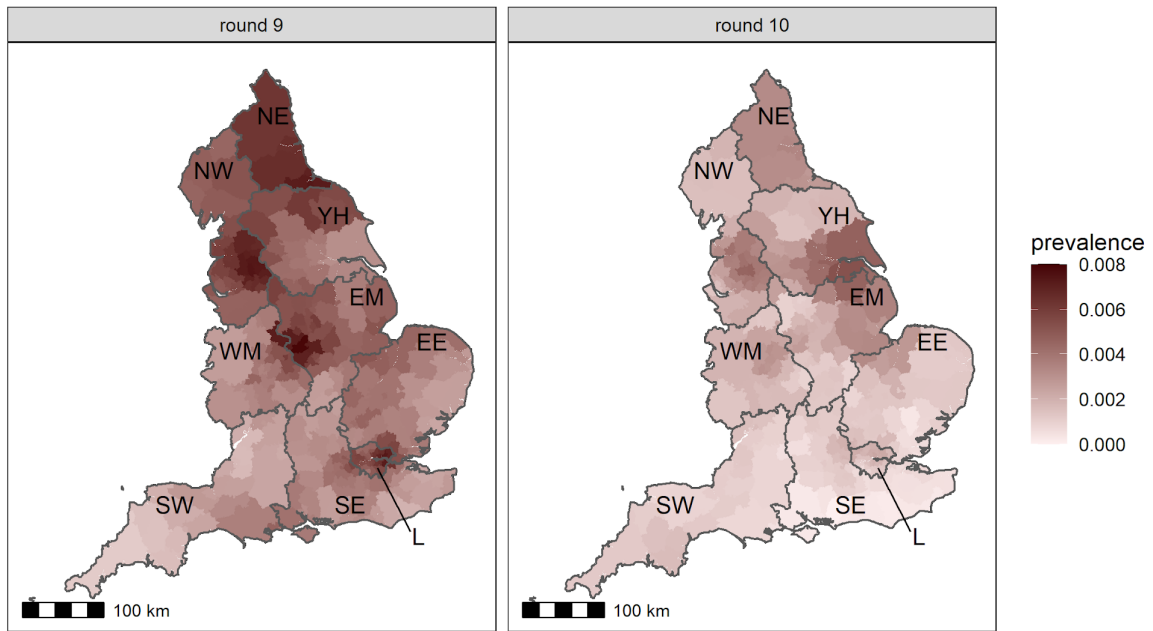 round 9
NE
NW
YH
EM
WM
EE
SW
SE
L
100 km
round 10
NE
NW
YH
EM
WM
EE
SW
SE
L
100 km
prevalence
0.008
0.006
0.004
0.002
0.000